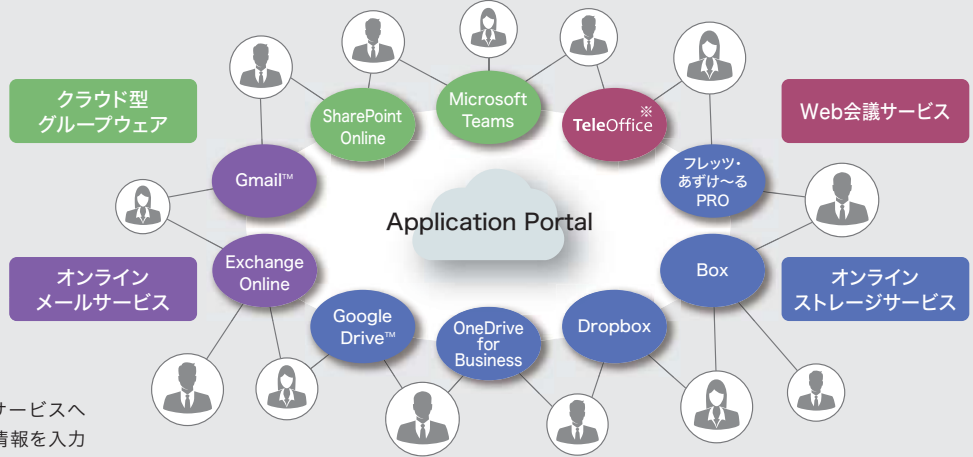 クラウド型
グループウェア
SharePoint
Online
Microsoft
Teams
※
TeleOffice
Web会議サービス
Gmail™
フレッツ・
あずけ～る
PRO
Application Portal
オンライン
メールサービス
Exchange
Online
Box
オンライン
ストレージサービス
Google
Drive™
OneDrive
for
Business
Dropbox
サービスへ
情報を入力